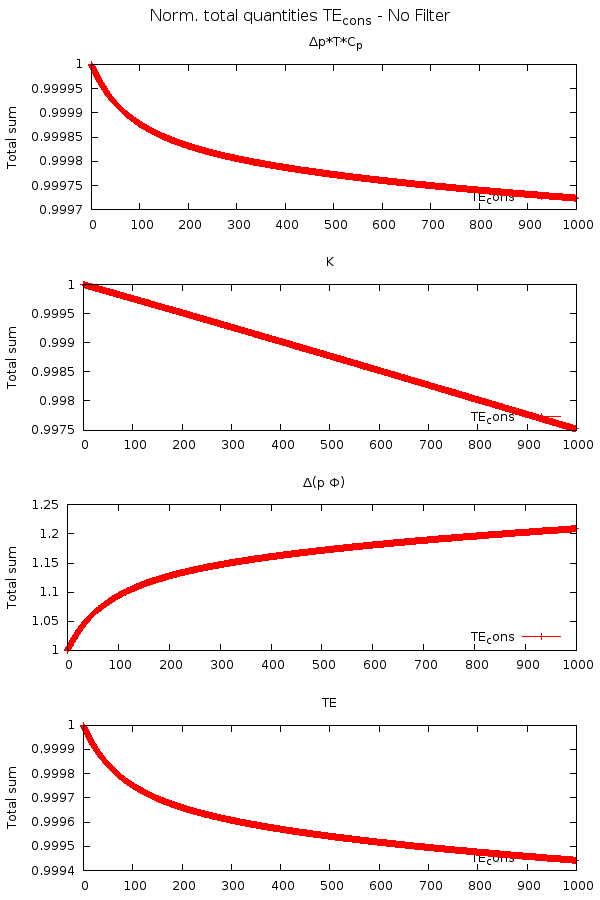 Norm. total quantities TEcons - No Filter
Δp*T*Cp
Total sum
1
0.99995
0.9999
0.99985
0.9998
0.99975
0.9997
TEcons
0 100 200 300 400 500 600 700 800 900 1000
K
Total sum
1
0.9995
0.999
0.9985
0.998
0.9975
TEcons
0 100 200 300 400 500 600 700 800 900 1000
Δ(p Φ)
Total sum
1.25
1.2
1.15
1.1
1.05
1
TEcons
0 100 200 300 400 500 600 700 800 900 1000
TE
Total sum
1
0.9999
0.9998
0.9997
0.9996
0.9995
0.9994
TEcons
0 100 200 300 400 500 600 700 800 900 1000